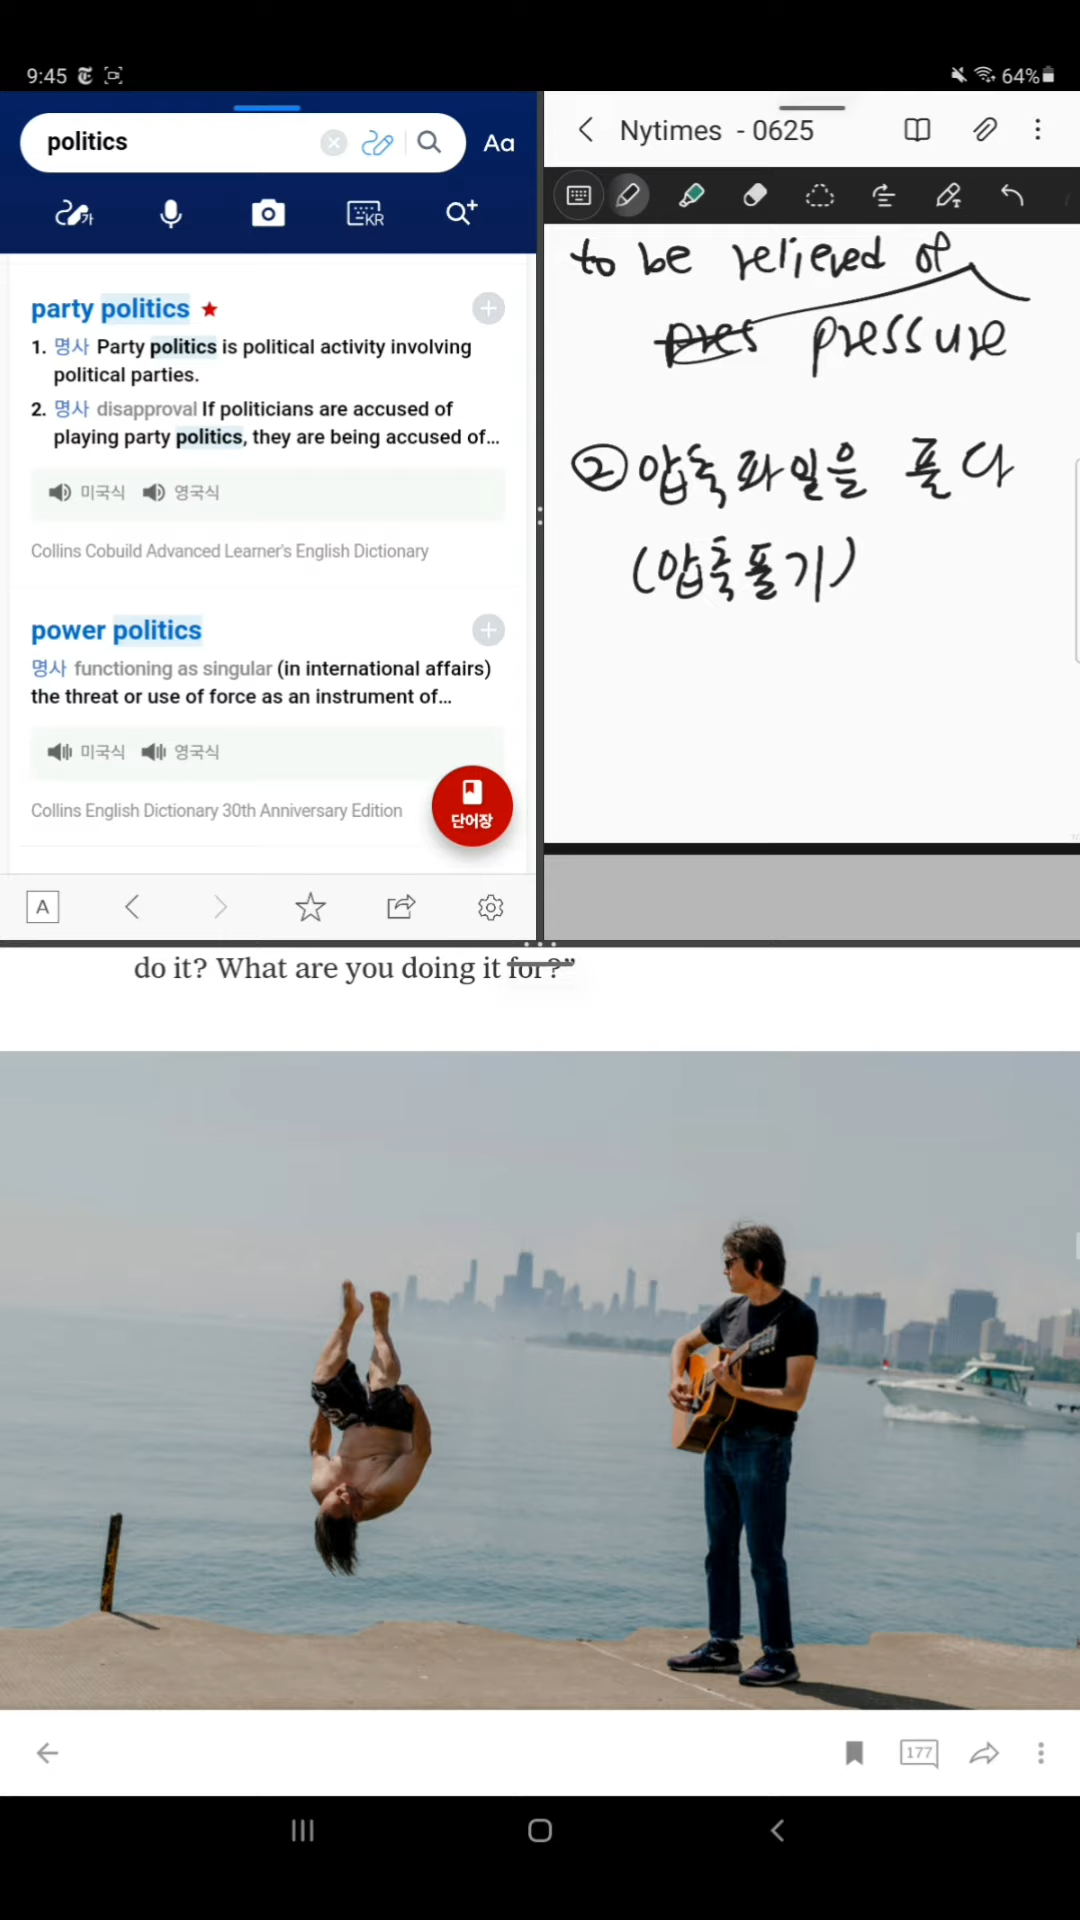 9:45
64%
politics
Aa
가
KR
party politics ★
1. 명사 Party politics is political activity involving
political parties.
2. 명사 disapproval If politicians are accused of
playing party politics, they are being accused of...
미국식 영국식
Collins Cobuild Advanced Learner's English Dictionary
power politics
명사 functioning as singular (in international affairs)
the threat or use of force as an instrument of...
미국식 영국식
Collins English Dictionary 30th Anniversary Edition
단어장
A
Nytimes - 0625
to be relieved of
pres pressure
② 압축파일을 풀다
(압축풀기)
do it? What are you doing it for?”
177